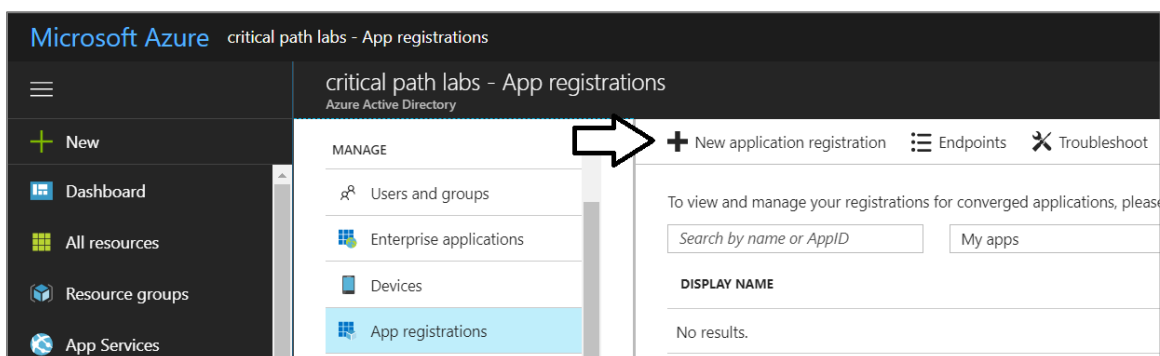 Microsoft Azure critical path labs - App registrations
critical path labs - App registrations
Azure Active Directory
New
Dashboard
All resources
Resource groups
App Services
MANAGE
Users and groups
Enterprise applications
Devices
App registrations
New application registration Endpoints Troubleshoot
To view and manage your registrations for converged applications, please
Search by name or AppID My apps
DISPLAY NAME
No results.